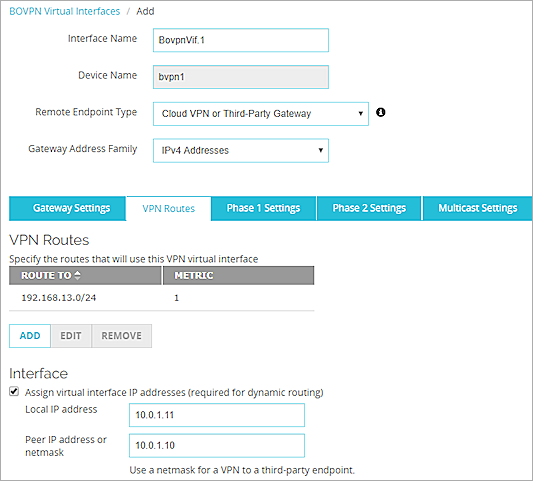 BOVPN Virtual Interfaces / Add
Interface Name BovpnVif.1
Device Name bvpn1
Remote Endpoint Type Cloud VPN or Third-Party Gateway
Gateway Address Family IPv4 Addresses
Gateway Settings VPN Routes Phase 1 Settings Phase 2 Settings Multicast Settings
VPN Routes
Specify the routes that will use this VPN virtual interface
ROUTE TO METRIC
192.168.13.0/24 1
ADD EDIT REMOVE
Interface
Assign virtual interface IP addresses (required for dynamic routing)
Local IP address 10.0.1.11
Peer IP address or
netmask 10.0.1.10
Use a netmask for a VPN to a third-party endpoint.